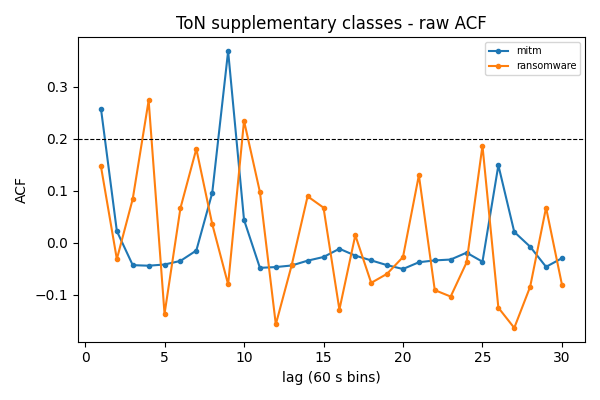 ToN supplementary classes - raw ACF
mitm
ransomware
ACF
0.3
0.2
0.1
0.0
−0.1
0 5 10 15 20 25 30
lag (60 s bins)